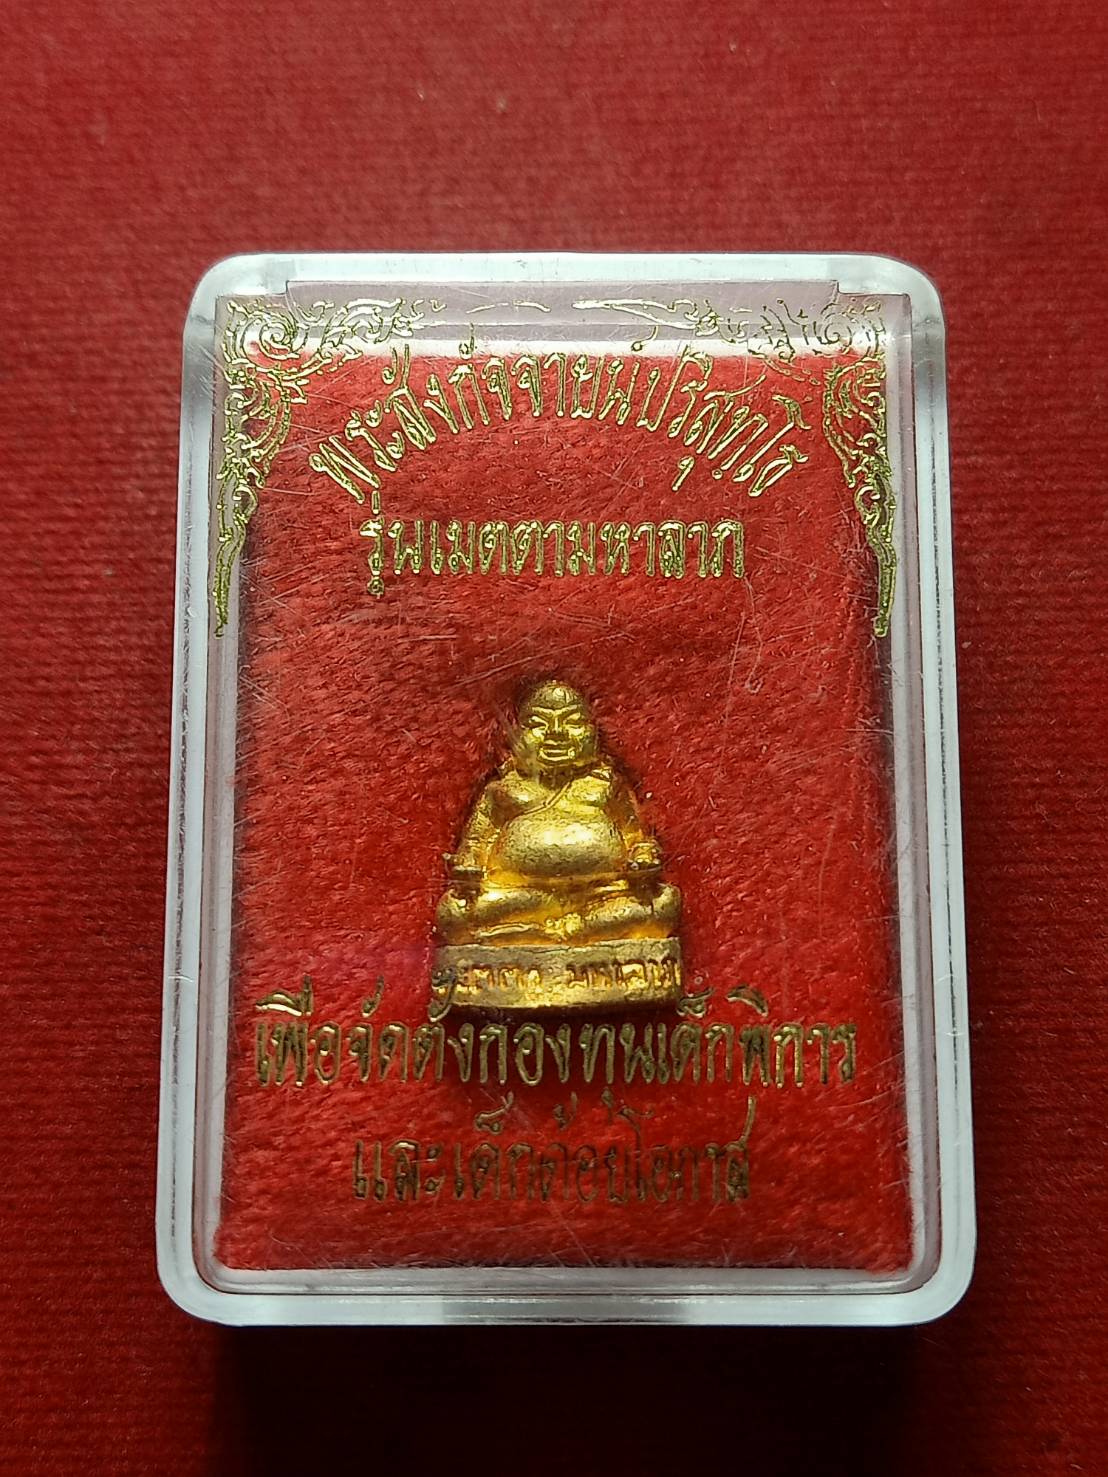 พระสังกัจจายน์ปริสุทฺโธ
รุ่นเมตตามหาลาภ
เมตตา มหาลาภ
เพื่อจัดตั้งกองทุนเด็กพิการ
และเด็กด้อยโอกาส